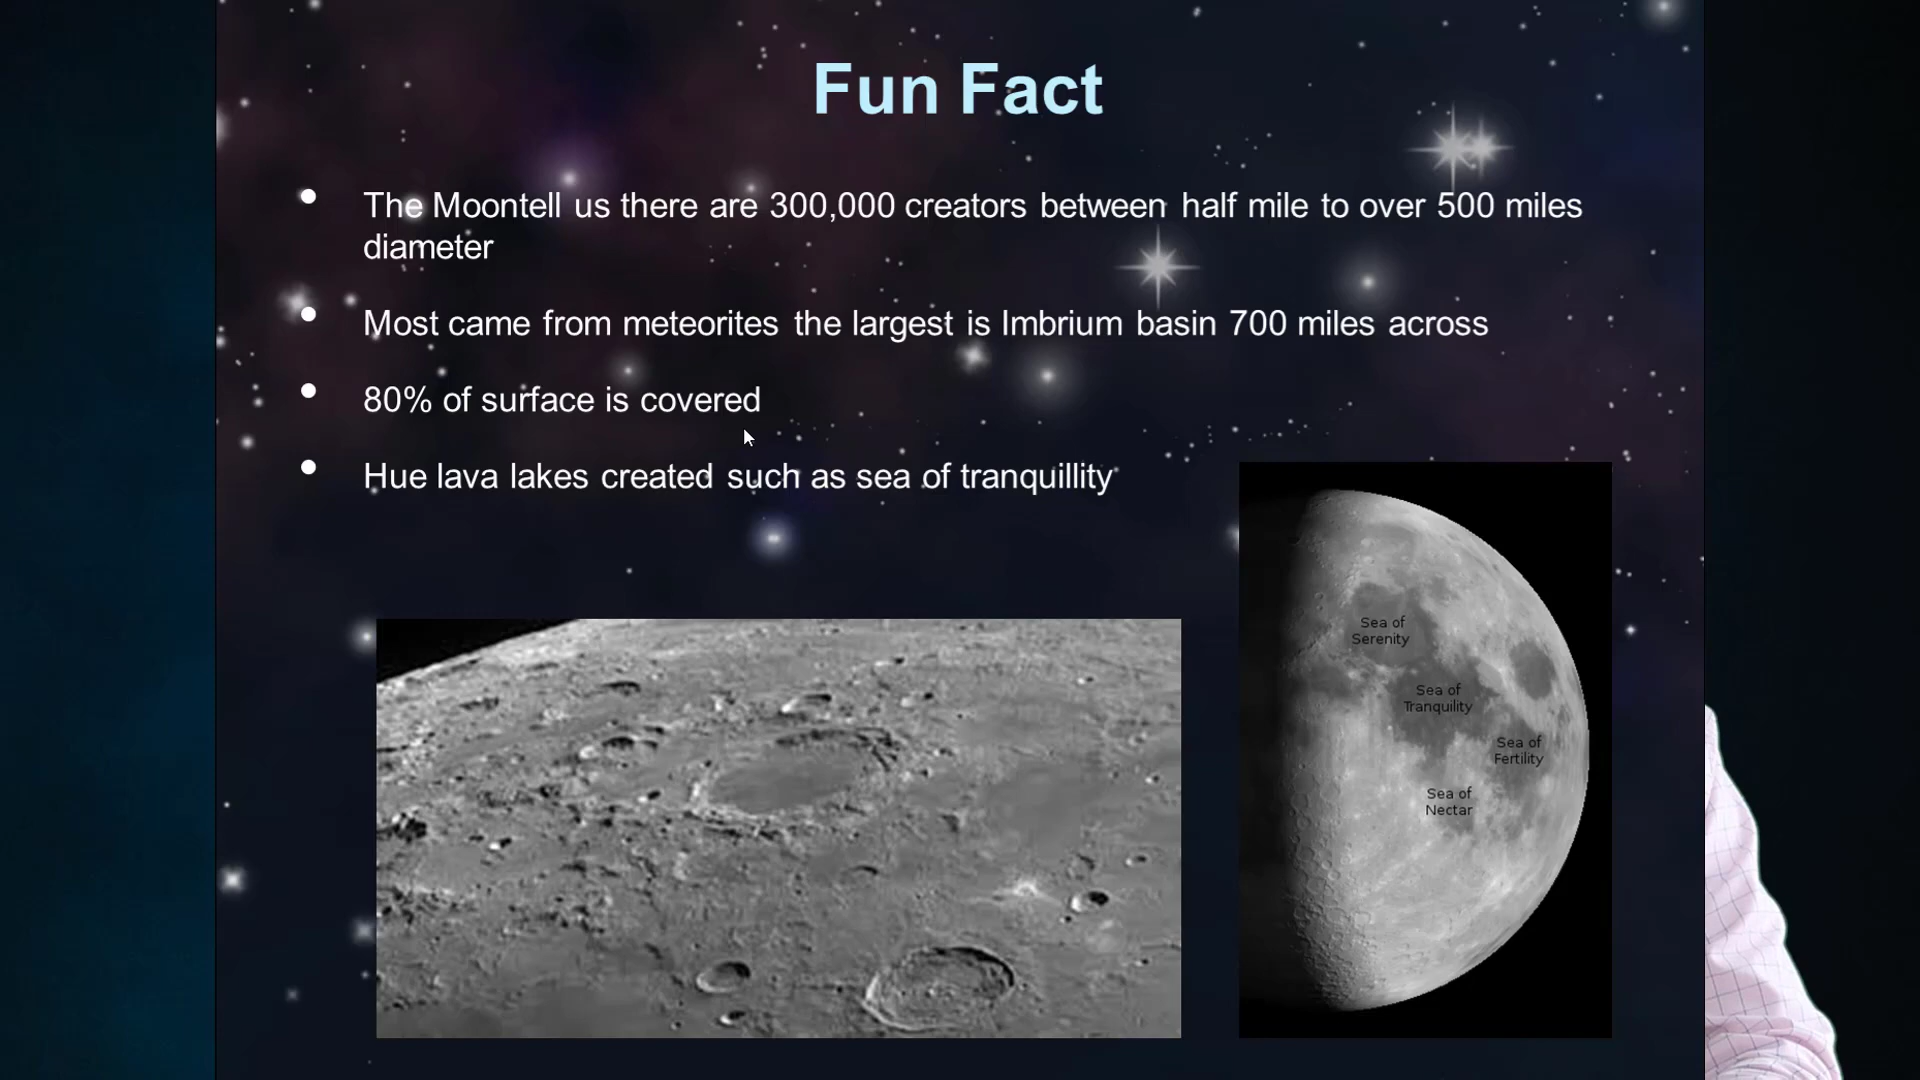 Fun Fact
The Moontell us there are 300,000 creators between half mile to over 500 miles
diameter
Most came from meteorites the largest is Imbrium basin 700 miles across
80% of surface is covered
Hue lava lakes created such as sea of tranquillity
Sea of
Serenity
Sea of
Tranquility
Sea of
Fertility
Sea of
Nectar